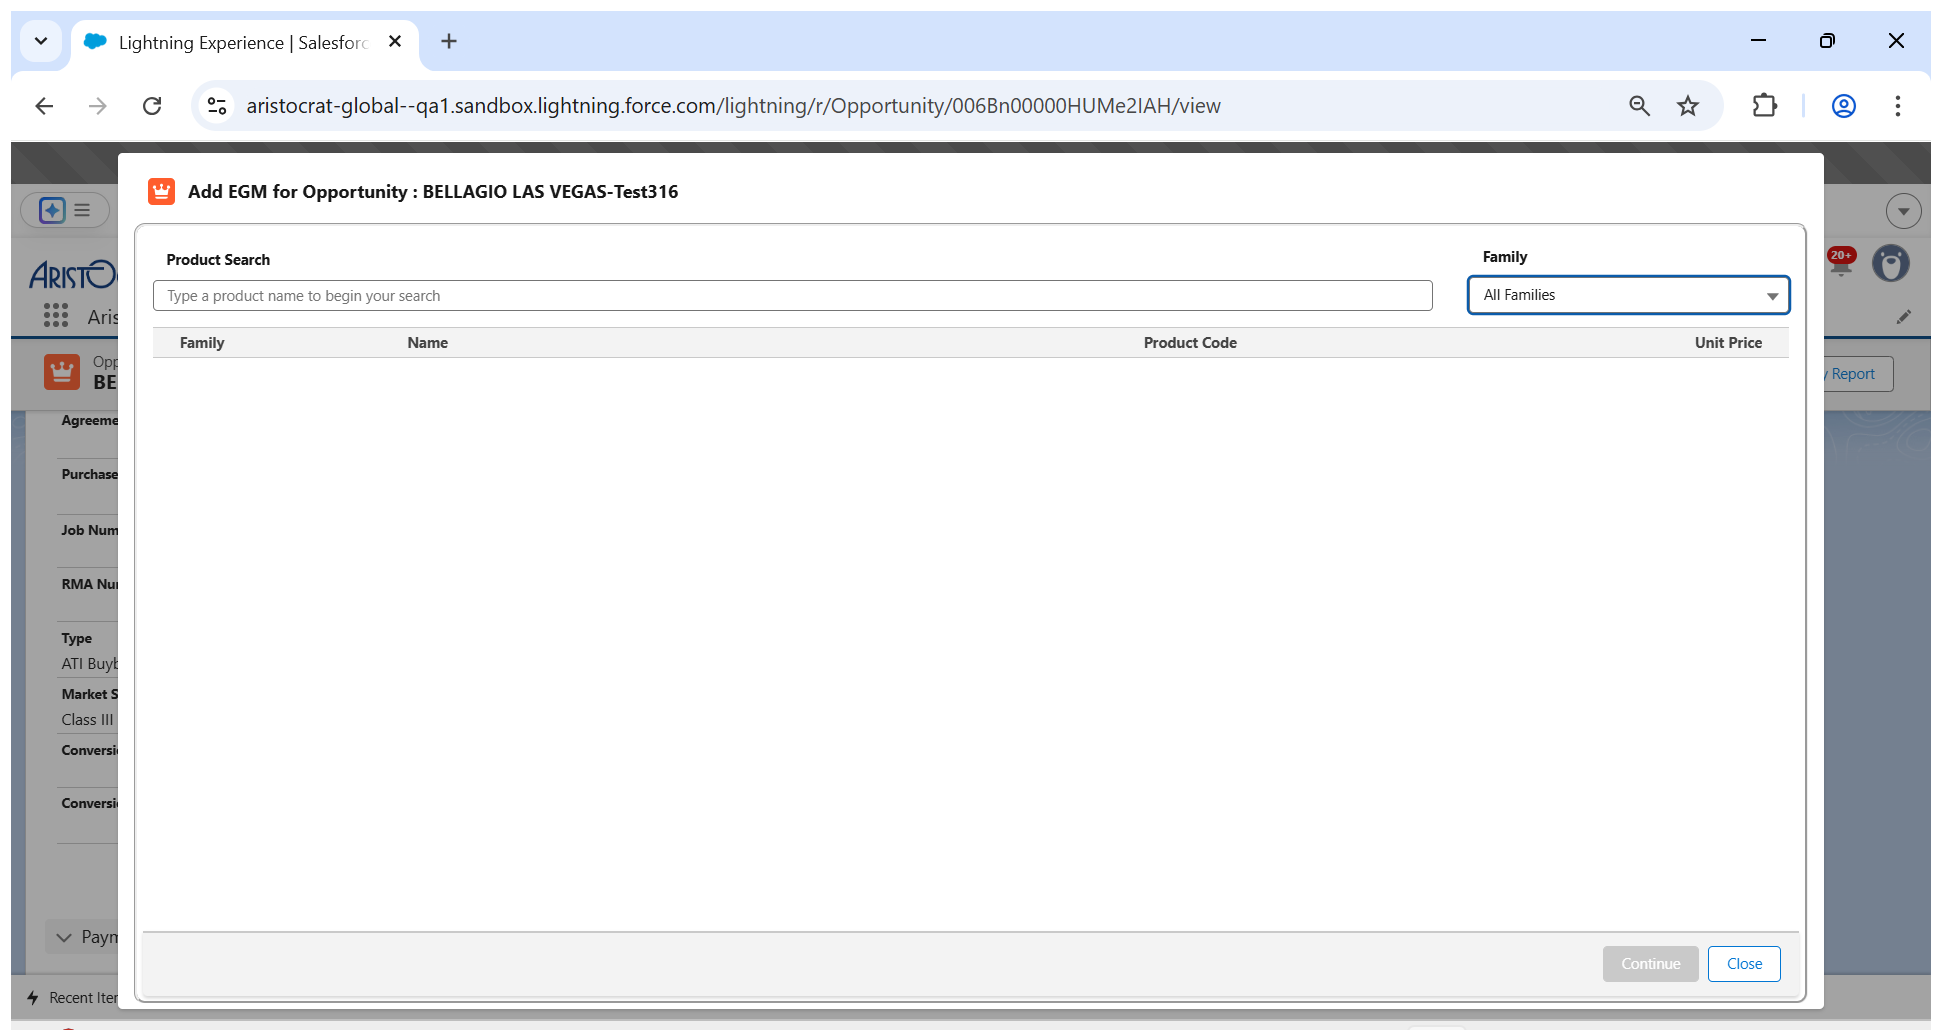 Lightning Experience | Salesforc
aristocrat-global--qa1.sandbox.lightning.force.com/lightning/r/Opportunity/006Bn00000HUMe2IAH/view
Add EGM for Opportunity : BELLAGIO LAS VEGAS-Test316
Product Search
Family
Type a product name to begin your search
All Families
Family Name Product Code Unit Price
ARISTO
20+
Aris
Opp
BE
y Report
Agreeme
Purchase
Job Num
RMA Nu
Type
ATI Buyb
Market S
Class III
Conversi
Conversi
Paym
Continue Close
Recent Iter